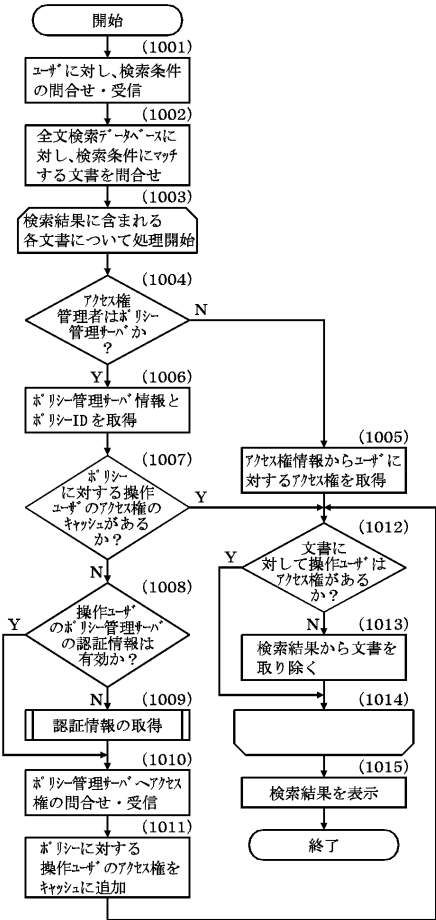 開始
(1001)
ユーザに対し、検索条件
の問合せ・受信
(1002)
全文検索データベースに
対し、検索条件にマッチ
する文書を問合せ
(1003)
検索結果に含まれる
各文書について処理開始
(1004)
アクセス権
管理者はポリシー
管理サーバか
?
N
Y
(1006)
ポリシー管理サーバ情報と
ポリシーIDを取得
(1007)
ポリシー
に対する操作
ユーザのアクセス権の
キャッシュがある
か?
Y
N
(1008)
操作ユーザ
のポリシー管理サーバ
の認証情報は
有効か?
Y
N
(1009)
認証情報の取得
(1010)
ポリシー管理サーバへアクセス
権の問合せ・受信
(1011)
ポリシーに対する
操作ユーザのアクセス権を
キャッシュに追加
(1005)
アクセス権情報からユーザに
対するアクセス権を取得
(1012)
文書に
対して操作ユーザは
アクセス権がある
か?
Y
N
(1013)
検索結果から文書を
取り除く
(1014)
(1015)
検索結果を表示
終了